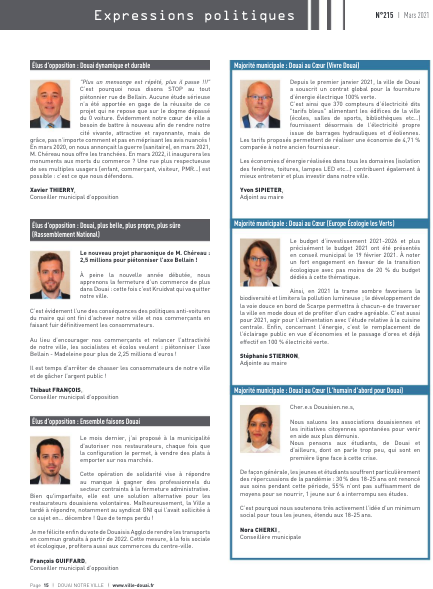 Expressions politiques
N°215 | Mars 2021
Élus d'opposition : Douai dynamique et durable
"Plus un mensonge est répété, plus il passe !!!"
C'est pourquoi nous disons STOP au tout
piétonnier rue de Bellain. Aucune étude sérieuse
n'a été apportée en gage de la réussite de ce
projet qui ne repose que sur le dogme dépassé
du 0 voiture. Évidemment notre cœur de ville a
besoin de battre à nouveau afin de rendre notre
cité vivante, attractive et rayonnante, mais de
grâce, pas n'importe comment et pas en méprisant les avis nuancés !
En mars 2020, on nous annonçait la guerre (sanitaire), en mars 2021,
M. Chéreau nous offre les tranchées. En mars 2022, il inaugurera les
monuments aux morts du commerce ? Une rue plus respectueuse
de ses multiples usagers (enfant, commerçant, visiteur, PMR...) est
possible : c'est ce que nous défendons.
Xavier THIERRY,
Conseiller municipal d'opposition
Élus d'opposition : Douai, plus belle, plus propre, plus sûre
(Rassemblement National)
Le nouveau projet pharaonique de M. Chéreau :
2,5 millions pour piétonniser l'axe Bellain !
À peine la nouvelle année débutée, nous
apprenons la fermeture d'un commerce de plus
dans Douai : cette fois c'est Kruidvat qui va quitter
notre ville.
C'est évidemment l'une des conséquences des politiques anti-voitures
du maire qui ont fini d'achever notre ville et nos commerçants en
faisant fuir définitivement les consommateurs.
Au lieu d'encourager nos commerçants et relancer l'attractivité
de notre ville, les socialistes et écolos veulent : piétonniser l'axe
Bellain - Madeleine pour plus de 2,25 millions d'euros !
Il est temps d'arrêter de chasser les consommateurs de notre ville
et de gâcher l'argent public !
Thibaut FRANÇOIS,
Conseiller municipal d'opposition
Élus d'opposition : Ensemble faisons Douai
Le mois dernier, j'ai proposé à la municipalité
d'autoriser nos restaurateurs, chaque fois que
la configuration le permet, à vendre des plats à
emporter sur nos marchés.
Cette opération de solidarité vise à répondre
au manque à gagner des professionnels du
secteur contraints à la fermeture administrative.
Bien qu'imparfaite, elle est une solution alternative pour les
restaurateurs douaisiens volontaires. Malheureusement, la Ville a
tardé à répondre, notamment au syndicat GNI qui l'avait sollicitée à
ce sujet en... décembre ! Que de temps perdu !
Je me félicite enfin du vote de Douaisis Agglo de rendre les transports
en commun gratuits à partir de 2022. Cette mesure, à la fois sociale
et écologique, profitera aussi aux commerces du centre-ville.
François GUIFFARD,
Conseiller municipal d'opposition
Majorité municipale : Douai au Cœur (Vivre Douai)
Depuis le premier janvier 2021, la ville de Douai
a souscrit un contrat global pour la fourniture
d'énergie électrique 100% verte.
C'est ainsi que 370 compteurs d'électricité dits
"tarifs bleus" alimentant les édifices de la ville
(écoles, salles de sports, bibliothèques etc...)
fournissent désormais de l'électricité propre
issue de barrages hydrauliques et d'éoliennes.
Les tarifs proposés permettent de réaliser une économie de 4,71 %
comparée à notre ancien fournisseur.
Les économies d'énergie réalisées dans tous les domaines (isolation
des fenêtres, toitures, lampes LED etc...) contribuent également à
mieux entretenir et plus investir dans notre ville.
Yvon SIPIETER,
Adjoint au maire
Majorité municipale : Douai au Cœur (Europe Écologie les Verts)
Le budget d'investissement 2021-2026 et plus
précisément le budget 2021 ont été présentés
en conseil municipal le 19 février 2021. À noter
un fort engagement en faveur de la transition
écologique avec pas moins de 20 % du budget
dédiés à cette thématique.
Ainsi, en 2021 la trame sombre favorisera la
biodiversité et limitera la pollution lumineuse ; le développement de
la voie douce en bord de Scarpe permettra à chacun-e de traverser
la ville en mode doux et de profiter d'un cadre agréable. C'est aussi
pour 2021, agir pour l'alimentation avec l'étude relative à la cuisine
centrale. Enfin, concernant l'énergie, c'est le remplacement de
l'éclairage public en vue d'économies et le passage d'ores et déjà
effectif en 100 % électricité verte.
Stéphanie STIERNON,
Adjointe au maire
Majorité municipale : Douai au Cœur (L'humain d'abord pour Douai)
Cher.e.s Douaisien.ne.s,
Nous saluons les associations douaisiennes et
les initiatives citoyennes spontanées pour venir
en aide aux plus démunis.
Nous pensons aux étudiants, de Douai et
d'ailleurs, dont on parle trop peu, qui sont en
première ligne face à cette crise.
De façon générale, les jeunes et étudiants souffrent particulièrement
des répercussions de la pandémie : 30 % des 18-25 ans ont renoncé
aux soins pendant cette période, 55% n'ont pas suffisamment de
moyens pour se nourrir, 1 jeune sur 6 a interrompu ses études.
C'est pourquoi nous soutenons très activement l'idée d'un minimum
social pour tous les jeunes, étendu aux 18-25 ans.
Nora CHERKI,
Conseillère municipale
Page 15 | DOUAI NOTRE VILLE | www.ville-douai.fr